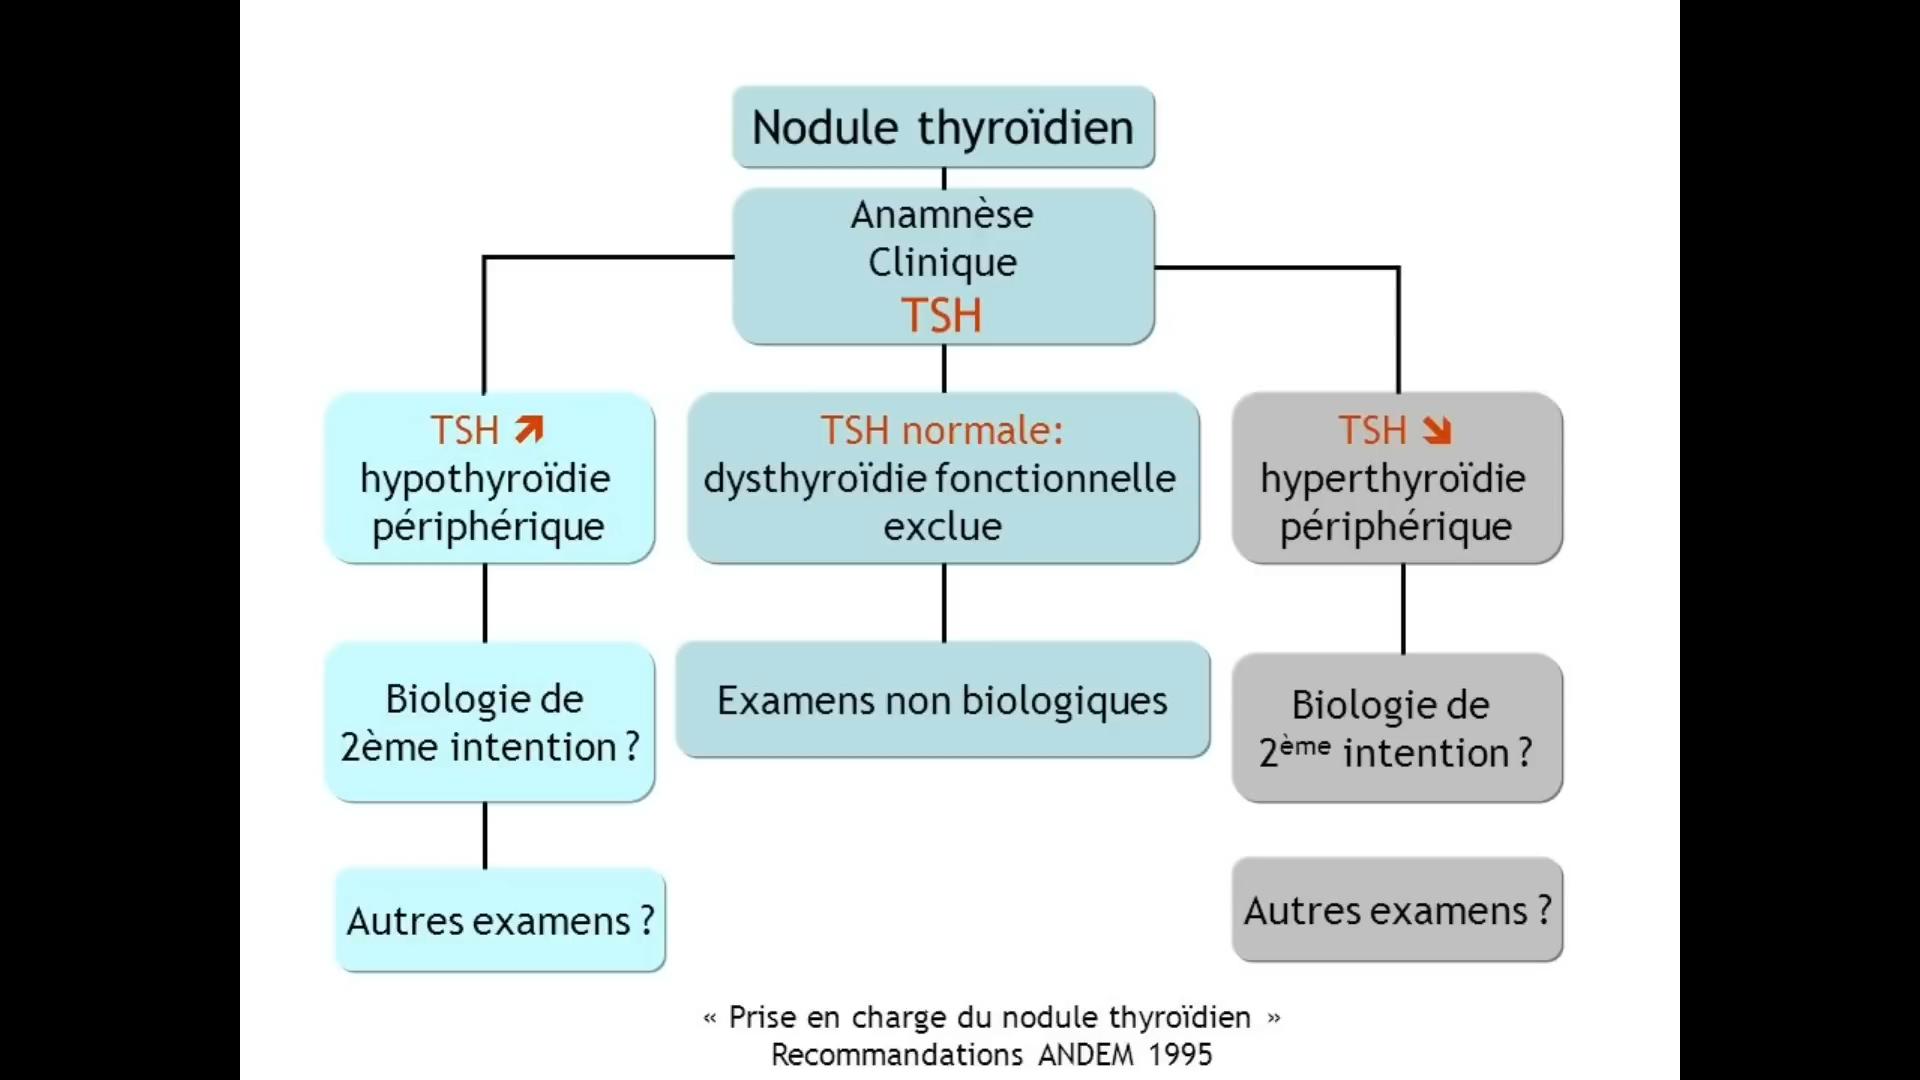 Nodule thyroïdien
Anamnèse
Clinique
TSH
TSH ↗
hypothyroïdie
périphérique
TSH normale:
dysthyroïdie fonctionnelle
exclue
TSH ↘
hyperthyroïdie
périphérique
Biologie de
2ème intention ?
Examens non biologiques
Biologie de
2ème intention ?
Autres examens ?
Autres examens ?
« Prise en charge du nodule thyroïdien »
Recommandations ANDEM 1995